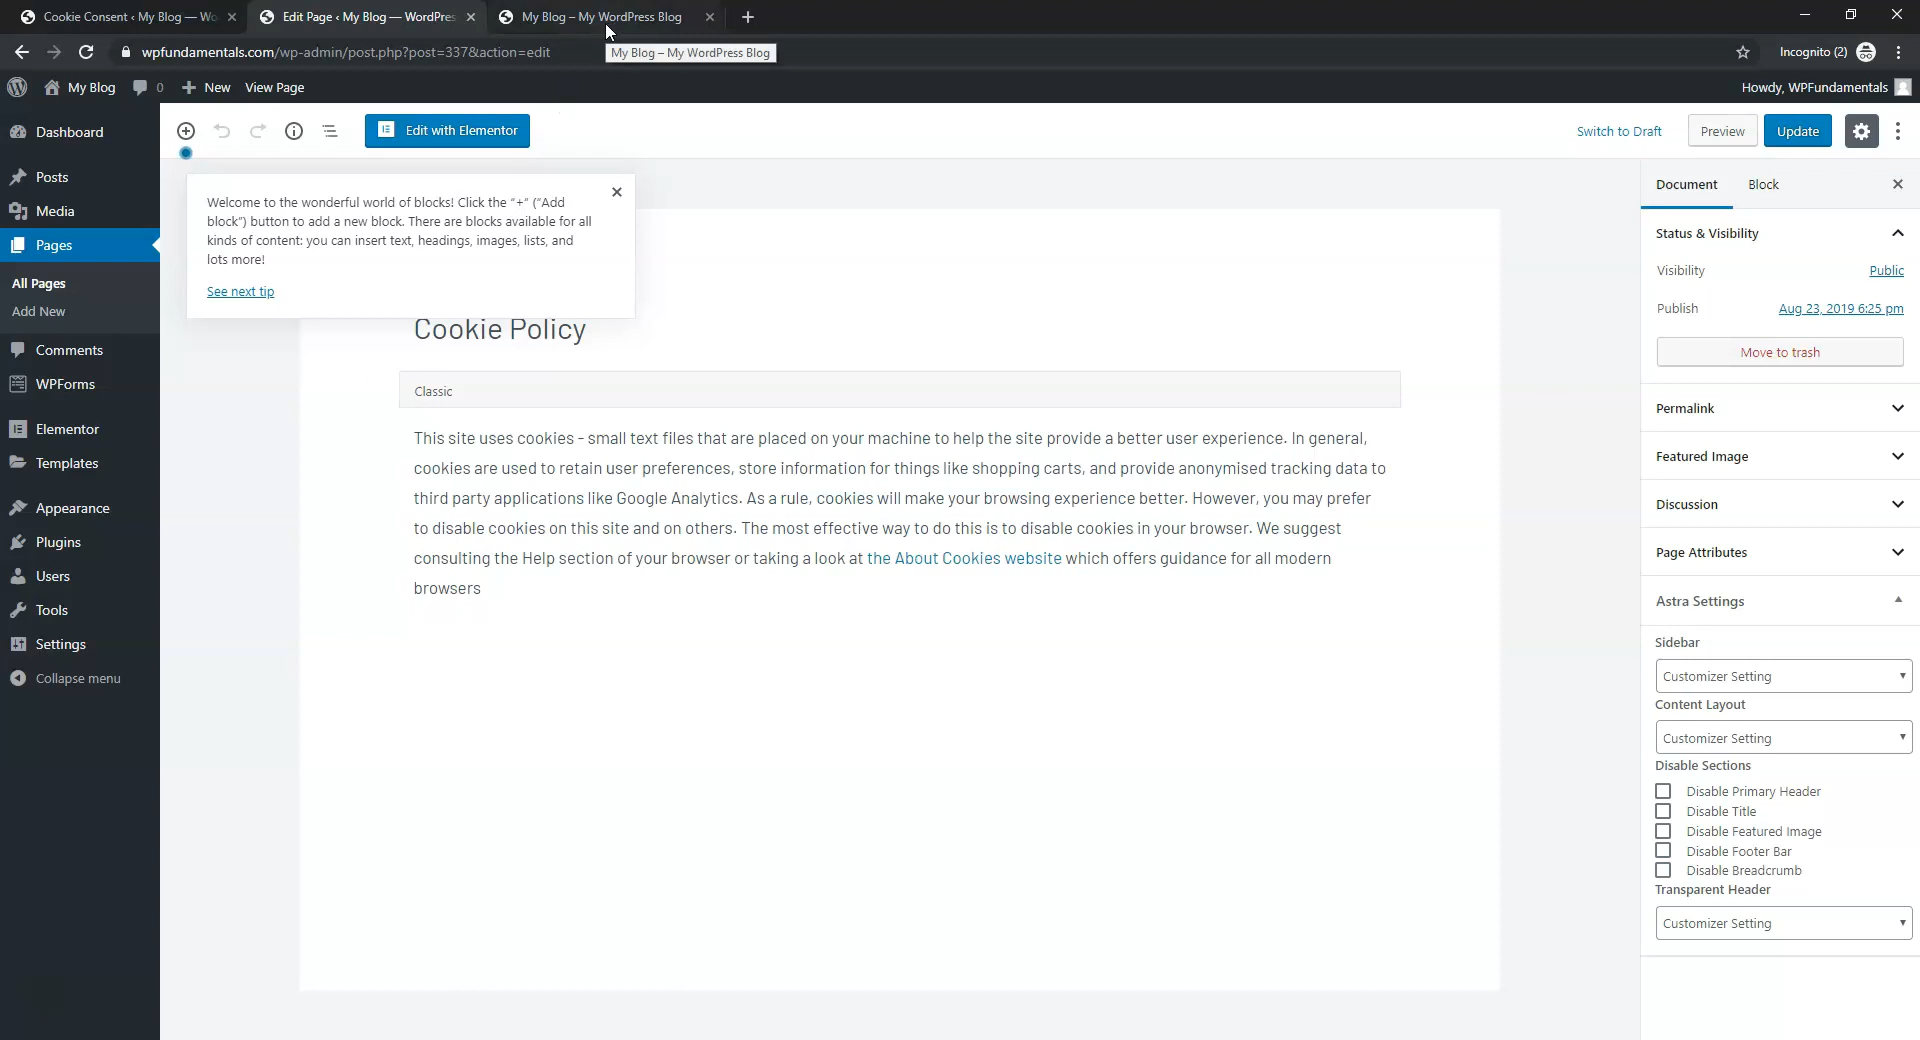 Cookie Consent ‹ My Blog — Wo
Edit Page ‹ My Blog — WordPres
My Blog – My WordPress Blog
wpfundamentals.com/wp-admin/post.php?post=337&action=edit
My Blog – My WordPress Blog
Incognito (2)
My Blog
0
New
View Page
Howdy, WPFundamentals
Dashboard
Posts
Media
Pages
All Pages
Add New
Comments
WPForms
Elementor
Templates
Appearance
Plugins
Users
Tools
Settings
Collapse menu
Edit with Elementor
Switch to Draft
Preview
Update
Welcome to the wonderful world of blocks! Click the “+” (“Add
block”) button to add a new block. There are blocks available for all
kinds of content: you can insert text, headings, images, lists, and
lots more!
See next tip
Cookie Policy
Classic
This site uses cookies - small text files that are placed on your machine to help the site provide a better user experience. In general,
cookies are used to retain user preferences, store information for things like shopping carts, and provide anonymised tracking data to
third party applications like Google Analytics. As a rule, cookies will make your browsing experience better. However, you may prefer
to disable cookies on this site and on others. The most effective way to do this is to disable cookies in your browser. We suggest
consulting the Help section of your browser or taking a look at the About Cookies website which offers guidance for all modern
browsers
Document
Block
Status & Visibility
Visibility
Public
Publish
Aug 23, 2019 6:25 pm
Move to trash
Permalink
Featured Image
Discussion
Page Attributes
Astra Settings
Sidebar
Customizer Setting
Content Layout
Customizer Setting
Disable Sections
Disable Primary Header
Disable Title
Disable Featured Image
Disable Footer Bar
Disable Breadcrumb
Transparent Header
Customizer Setting